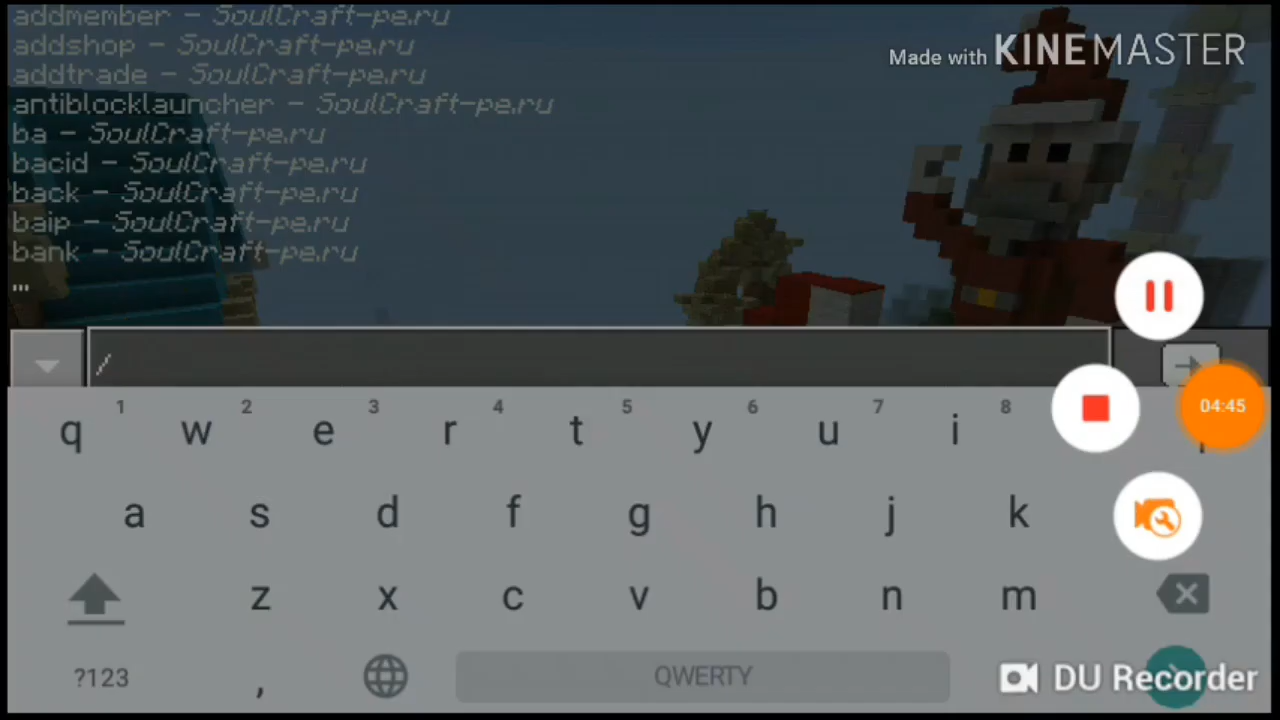 addmember - SoulCraft-pe.ru
addshop - SoulCraft-pe.ru
addtrade - SoulCraft-pe.ru
antiblocklauncher - SoulCraft-pe.ru
ba - SoulCraft-pe.ru
bacid - SoulCraft-pe.ru
back - SoulCraft-pe.ru
baip - SoulCraft-pe.ru
bank - SoulCraft-pe.ru
...
Made with KINEMASTER
/
04:45
1 2 3 4 5 6 7 8
q w e r t y u i
a s d f g h j k
z x c v b n m
?123 , QWERTY
DU Recorder